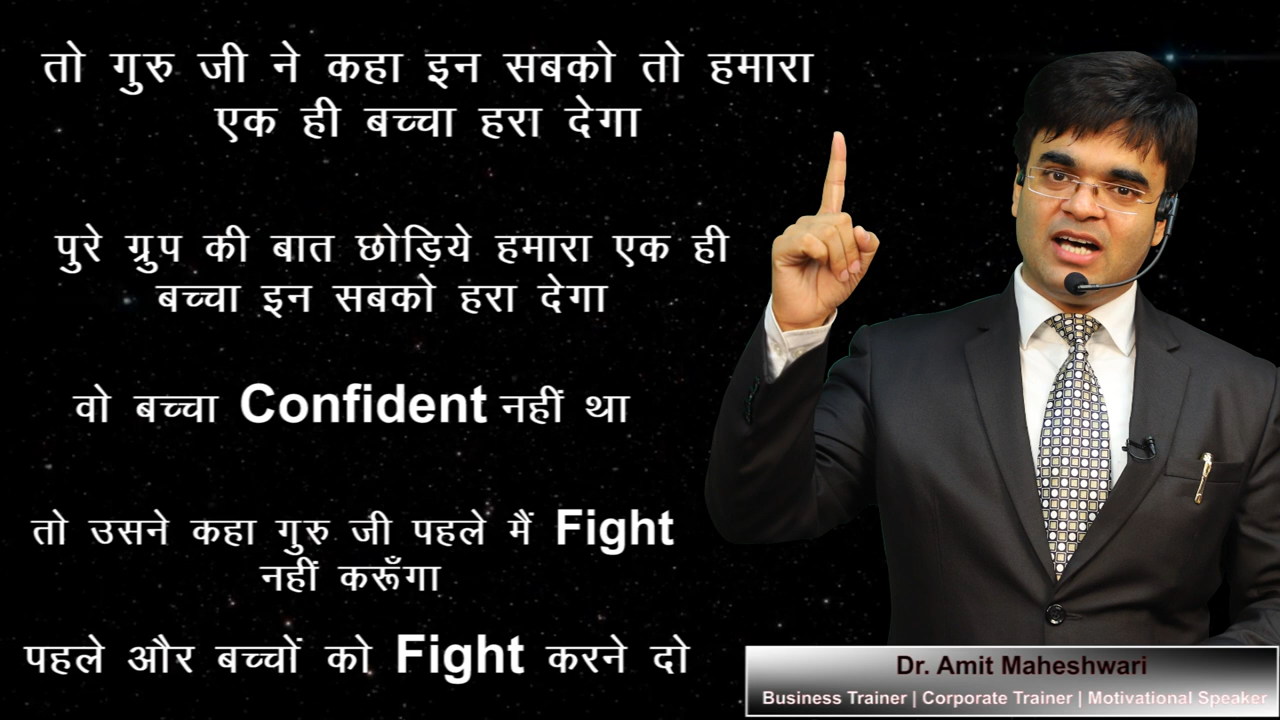 तो गुरु जी ने कहा इन सबको तो हमारा
एक ही बच्चा हरा देगा
पुरे ग्रुप की बात छोड़िये हमारा एक ही
बच्चा इन सबको हरा देगा
वो बच्चा Confident नहीं था
तो उसने कहा गुरु जी पहले मैं Fight
नहीं करूँगा
पहले और बच्चों को Fight करने दो
Dr. Amit Maheshwari
Business Trainer | Corporate Trainer | Motivational Speaker